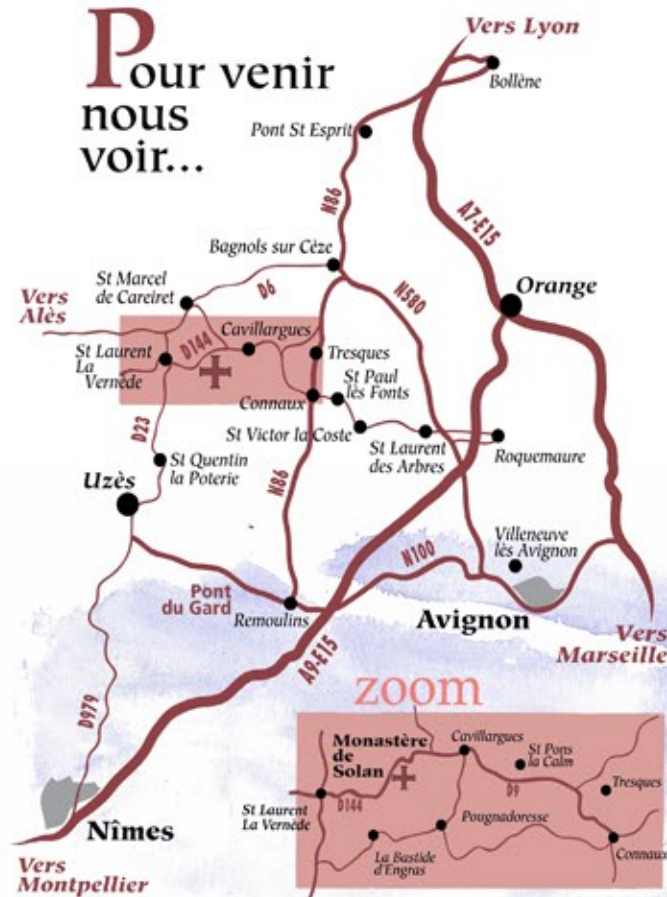 Pour venir
nous
voir...
Vers Lyon
Bollène
Pont St Esprit
N86
A7-E15
Bagnols sur Cèze
St Marcel
de Careiret
D6
N580
Orange
Vers
Alès
Cavillargues
D144
Tresques
St Laurent
La
Vernède
St Paul
lès Fonts
Connaux
D23
St Victor la Coste
St Laurent
des Arbres
Roquemaure
St Quentin
la Poterie
N86
Uzès
Villeneuve
lès Avignon
N100
Pont
du Gard
Remoulins
Avignon
A9-E15
Vers
Marseille
D979
zoom
Monastère
de
Solan
Cavillargues
St Pons
la Calm
D9
Tresques
St Laurent
La Vernède
D144
Pougnadoresse
La Bastide
d'Engras
Connaux
Nîmes
Vers
Montpellier